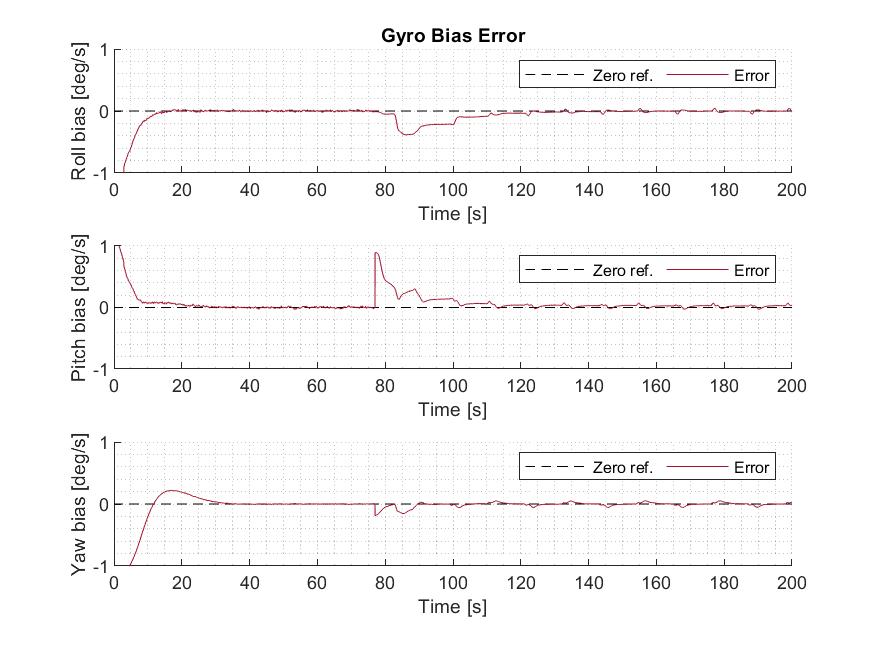 Gyro Bias Error
Roll bias [deg/s]
1
0
-1
Zero ref. Error
0 20 40 60 80 100 120 140 160 180 200
Time [s]
Pitch bias [deg/s]
1
0
-1
Zero ref. Error
0 20 40 60 80 100 120 140 160 180 200
Time [s]
Yaw bias [deg/s]
1
0
-1
Zero ref. Error
0 20 40 60 80 100 120 140 160 180 200
Time [s]